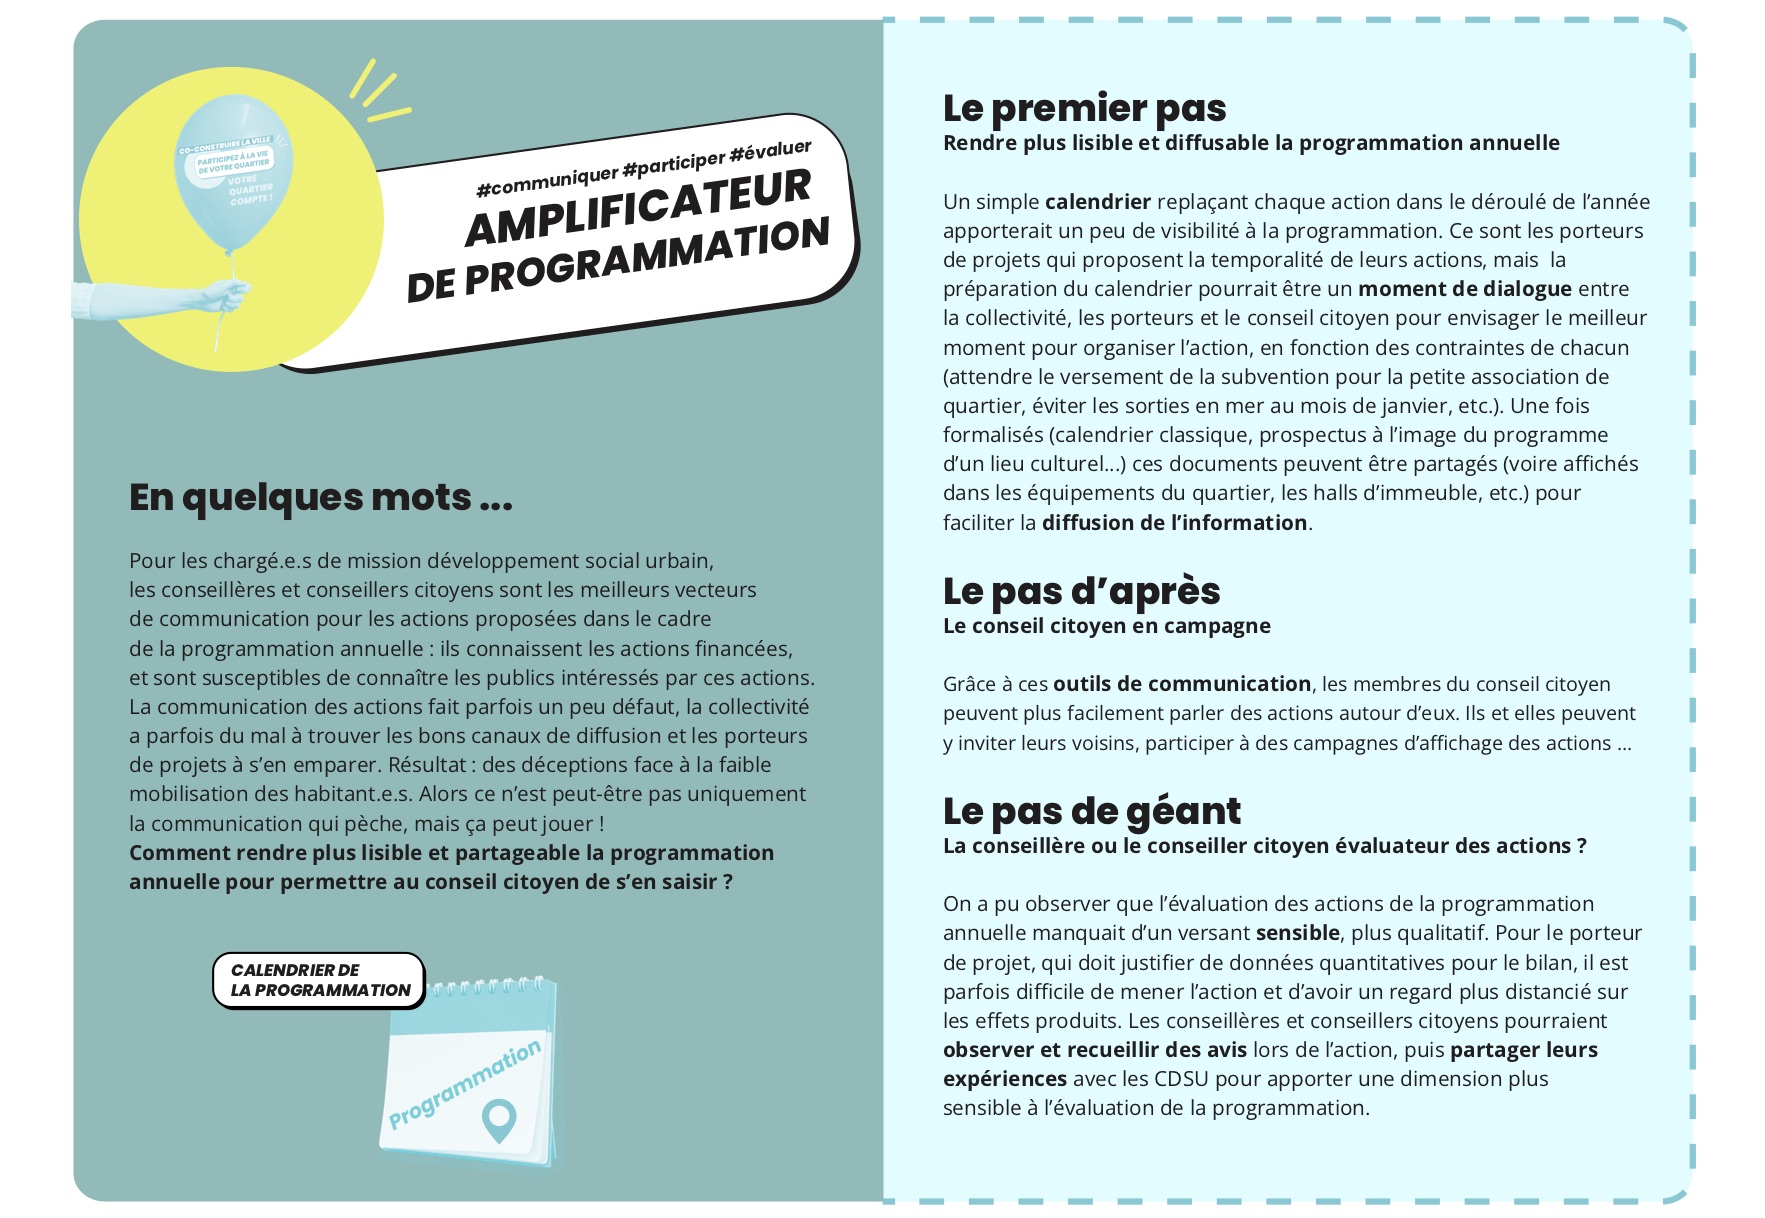 CO-CONSTRUIRE LA VILLE
PARTICIPEZ À LA VIE
DE VOTRE QUARTIER
VOTRE
QUARTIER
COMPTE !
#communiquer #participer #évaluer
AMPLIFICATEUR
DE PROGRAMMATION
En quelques mots ...
Pour les chargé.e.s de mission développement social urbain,
les conseillères et conseillers citoyens sont les meilleurs vecteurs
de communication pour les actions proposées dans le cadre
de la programmation annuelle : ils connaissent les actions financées,
et sont susceptibles de connaître les publics intéressés par ces actions.
La communication des actions fait parfois un peu défaut, la collectivité
a parfois du mal à trouver les bons canaux de diffusion et les porteurs
de projets à s’en emparer. Résultat : des déceptions face à la faible
mobilisation des habitant.e.s. Alors ce n’est peut-être pas uniquement
la communication qui pèche, mais ça peut jouer !
Comment rendre plus lisible et partageable la programmation
annuelle pour permettre au conseil citoyen de s’en saisir ?
CALENDRIER DE
LA PROGRAMMATION
Programmation
Le premier pas
Rendre plus lisible et diffusable la programmation annuelle
Un simple calendrier replaçant chaque action dans le déroulé de l’année
apporterait un peu de visibilité à la programmation. Ce sont les porteurs
de projets qui proposent la temporalité de leurs actions, mais la
préparation du calendrier pourrait être un moment de dialogue entre
la collectivité, les porteurs et le conseil citoyen pour envisager le meilleur
moment pour organiser l’action, en fonction des contraintes de chacun
(attendre le versement de la subvention pour la petite association de
quartier, éviter les sorties en mer au mois de janvier, etc.). Une fois
formalisés (calendrier classique, prospectus à l’image du programme
d’un lieu culturel...) ces documents peuvent être partagés (voire affichés
dans les équipements du quartier, les halls d’immeuble, etc.) pour
faciliter la diffusion de l’information.
Le pas d’après
Le conseil citoyen en campagne
Grâce à ces outils de communication, les membres du conseil citoyen
peuvent plus facilement parler des actions autour d’eux. Ils et elles peuvent
y inviter leurs voisins, participer à des campagnes d’affichage des actions ...
Le pas de géant
La conseillère ou le conseiller citoyen évaluateur des actions ?
On a pu observer que l’évaluation des actions de la programmation
annuelle manquait d’un versant sensible, plus qualitatif. Pour le porteur
de projet, qui doit justifier de données quantitatives pour le bilan, il est
parfois difficile de mener l’action et d’avoir un regard plus distancié sur
les effets produits. Les conseillères et conseillers citoyens pourraient
observer et recueillir des avis lors de l’action, puis partager leurs
expériences avec les CDSU pour apporter une dimension plus
sensible à l’évaluation de la programmation.